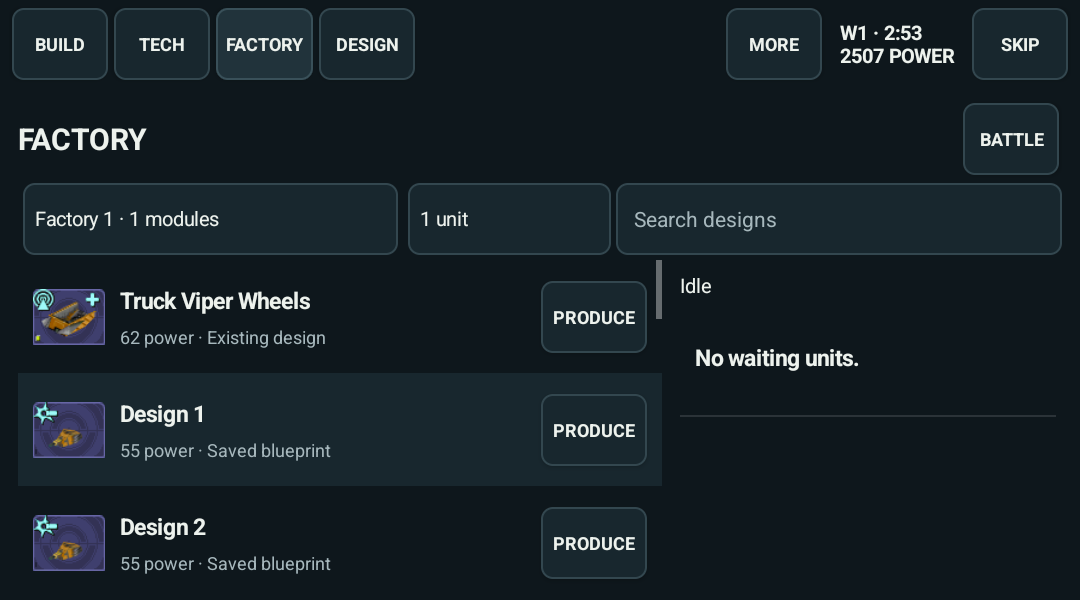 BUILD
TECH
FACTORY
DESIGN
MORE
W1 · 2:53
2507 POWER
SKIP
FACTORY
BATTLE
Factory 1 · 1 modules
1 unit
Search designs
Truck Viper Wheels
62 power · Existing design
PRODUCE
Idle
No waiting units.
Design 1
55 power · Saved blueprint
PRODUCE
Design 2
55 power · Saved blueprint
PRODUCE